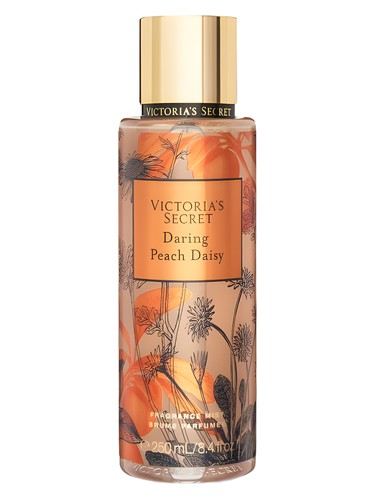 VICTORIA'S SECRET
VICTORIA'S
SECRET
Daring
Peach Daisy
FRAGRANCE MIST
BRUME PARFUMÉE
℮ 250 mL/8.4 fl oz